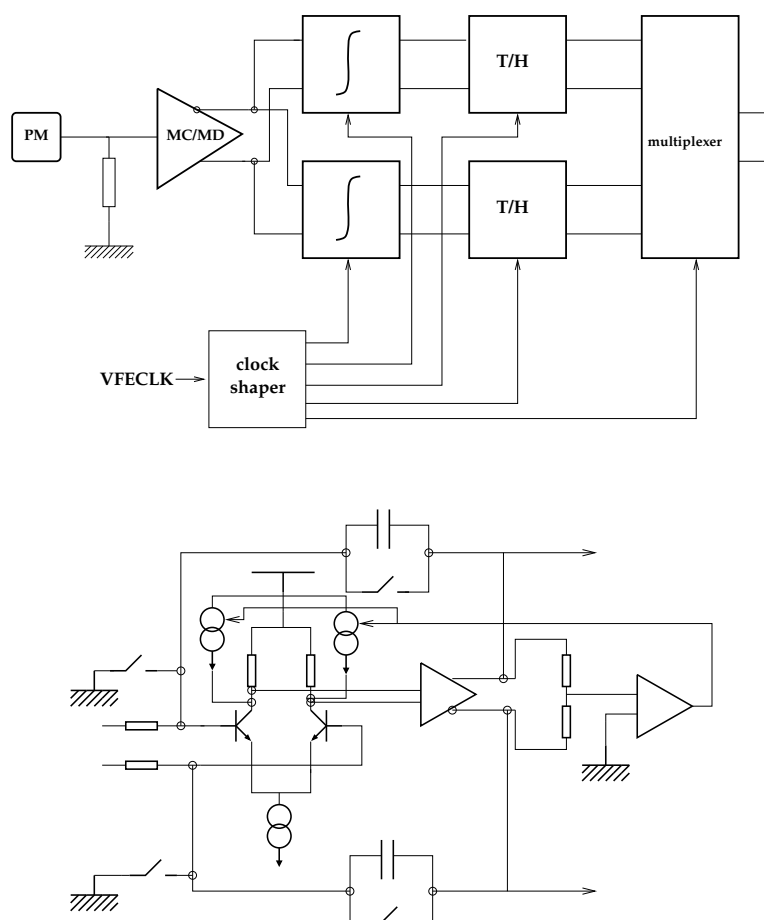 T/H
PM
MC/MD
multiplexer
T/H
clock
shaper
VFECLK